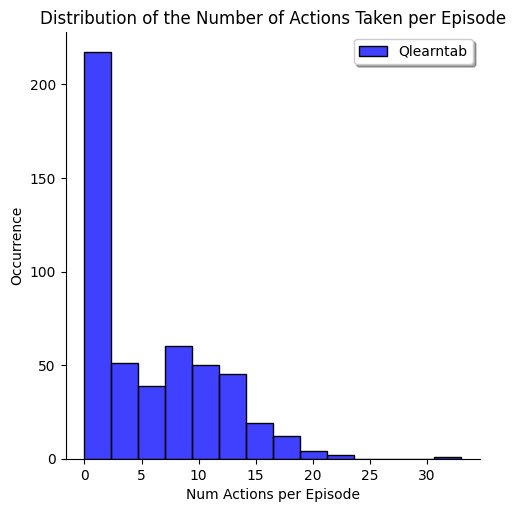 Distribution of the Number of Actions Taken per Episode
Qlearntab
200
150
100
50
0
Occurrence
0 5 10 15 20 25 30
Num Actions per Episode